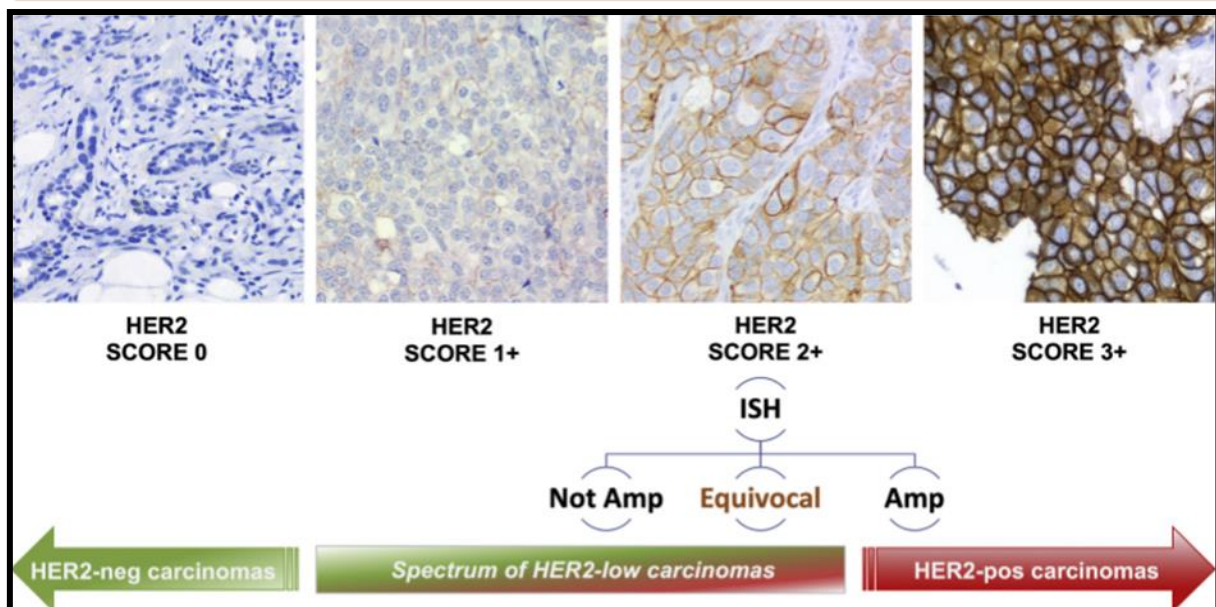 HER2
SCORE 0
HER2
SCORE 1+
HER2
SCORE 2+
HER2
SCORE 3+
ISH
Not Amp
Equivocal
Amp
HER2-neg carcinomas
Spectrum of HER2-low carcinomas
HER2-pos carcinomas